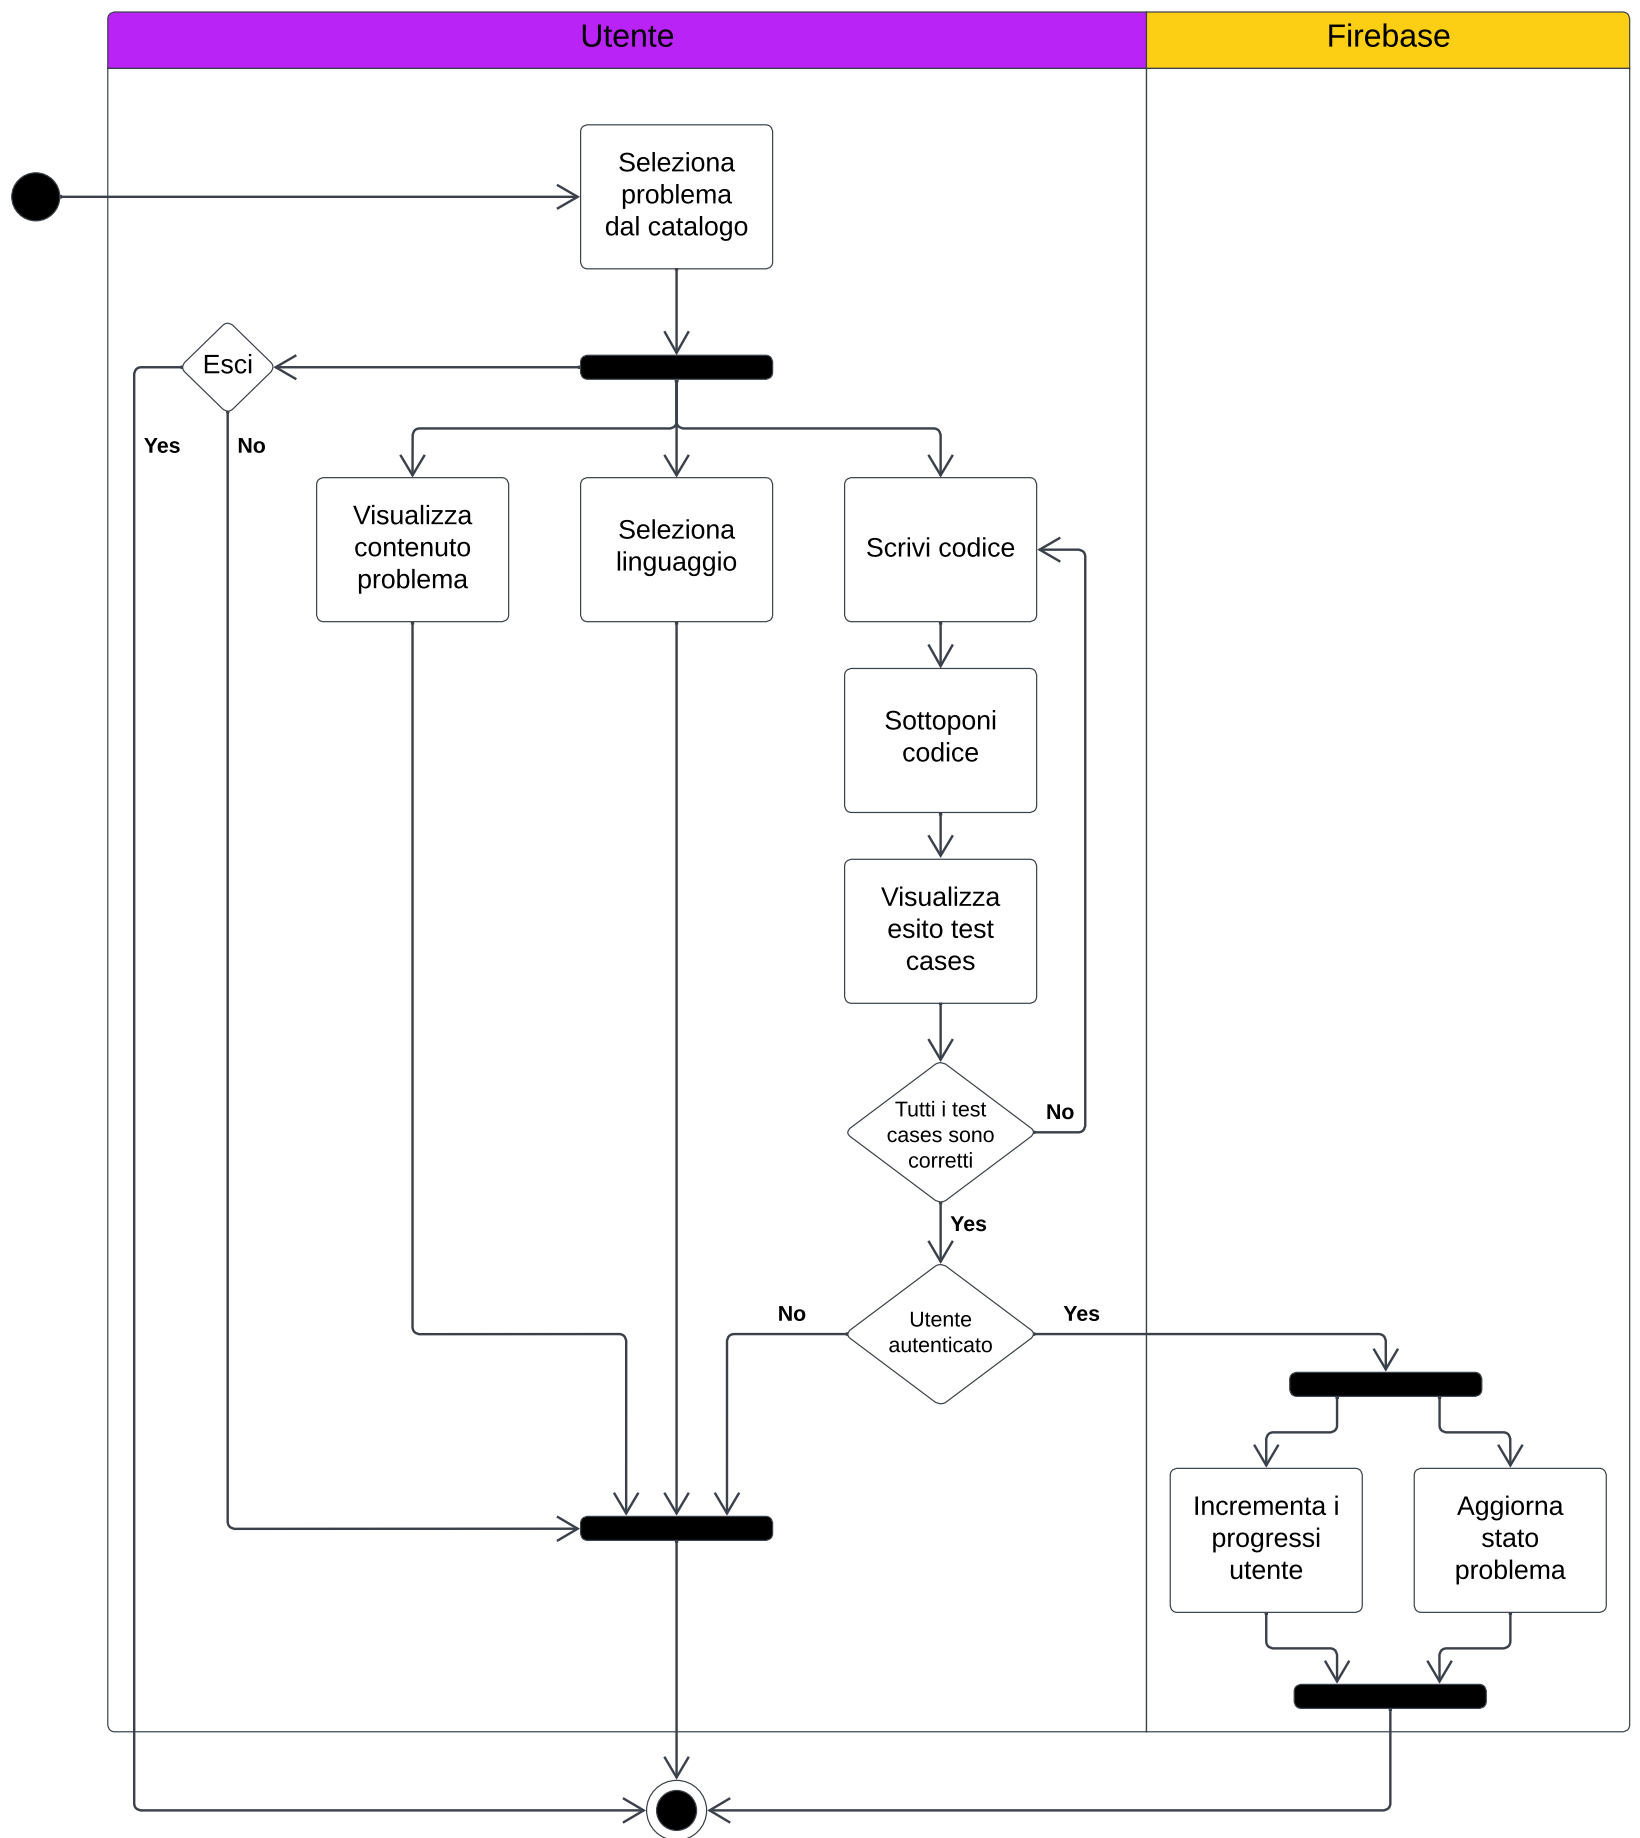 Utente
Firebase
Seleziona
problema
dal catalogo
Esci
Yes
No
Visualizza
contenuto
problema
Seleziona
linguaggio
Scrivi codice
Sottoponi
codice
Visualizza
esito test
cases
Tutti i test
cases sono
corretti
No
Yes
Utente
autenticato
No
Yes
Incrementa i
progressi
utente
Aggiorna
stato
problema